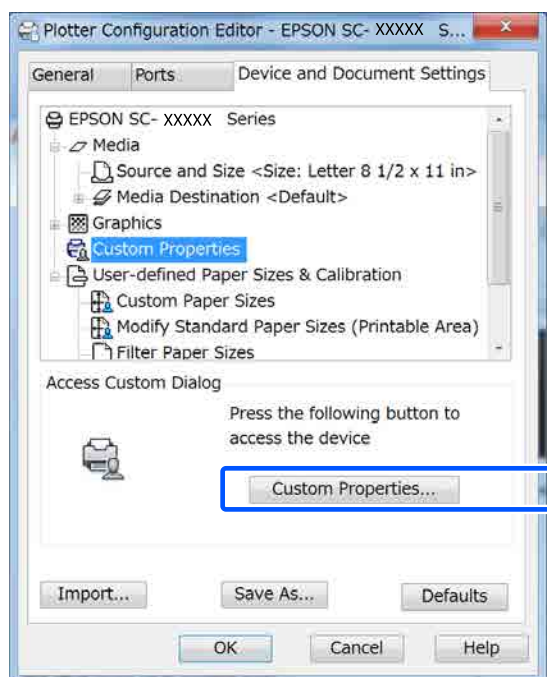 Plotter Configuration Editor - EPSON SC- XXXXX S...
General Ports Device and Document Settings
EPSON SC- XXXXX Series
Media
Source and Size <Size: Letter 8 1/2 x 11 in>
Media Destination <Default>
Graphics
Custom Properties
User-defined Paper Sizes & Calibration
Custom Paper Sizes
Modify Standard Paper Sizes (Printable Area)
Filter Paper Sizes
Access Custom Dialog
Press the following button to
access the device
Custom Properties...
Import... Save As... Defaults
OK Cancel Help